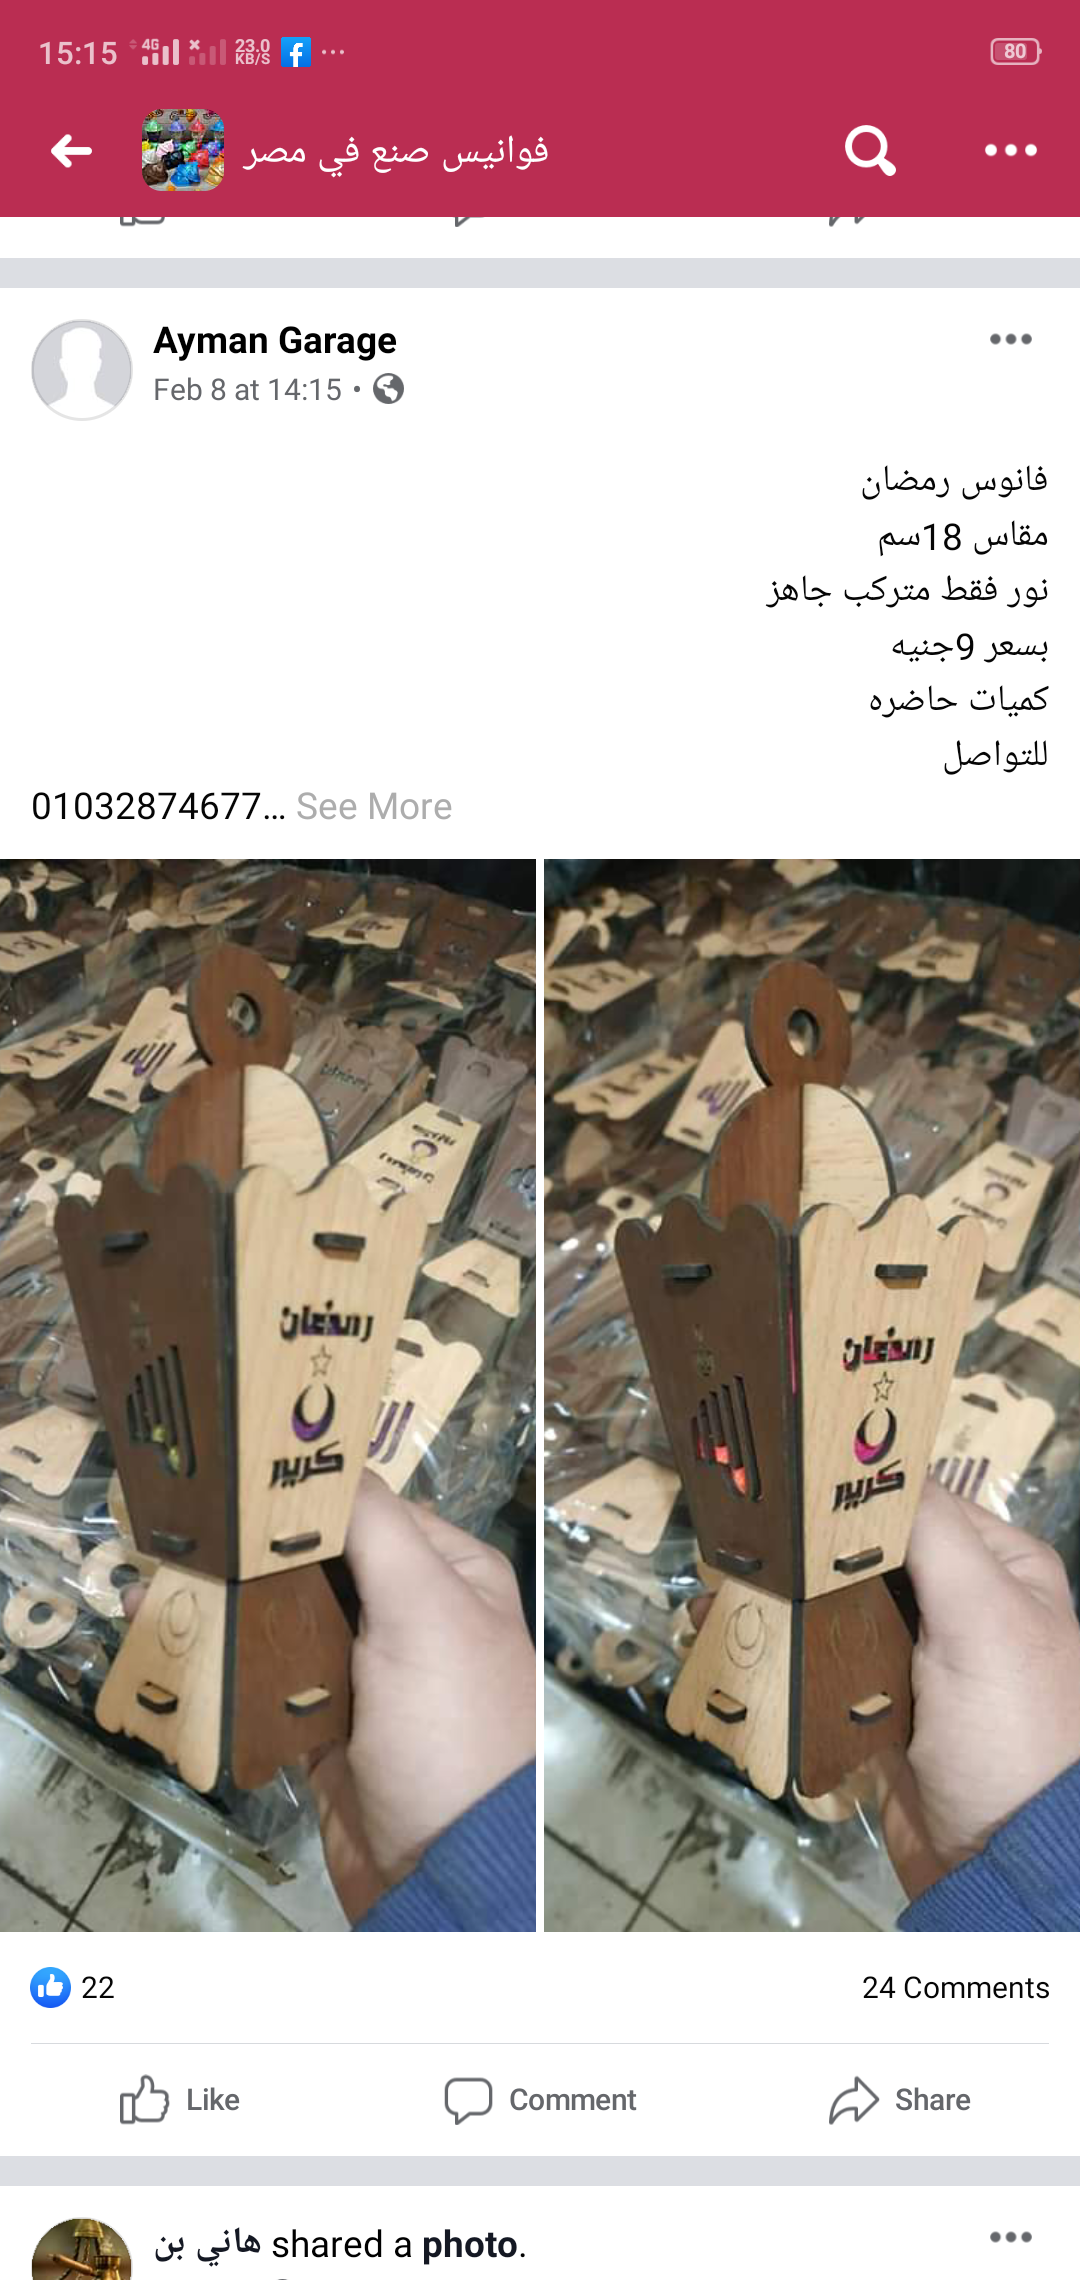 15:15 4G 23.0 KB/S 80
فوانيس صنع في مصر
Ayman Garage
Feb 8 at 14:15
فانوس رمضان
مقاس 18سم
نور فقط متركب جاهز
بسعر 9جنيه
كميات حاضره
للتواصل
01032874677... See More
رمضان
كريم
رمضان
كريم
22
24 Comments
Like Comment Share
هاني بن shared a photo.